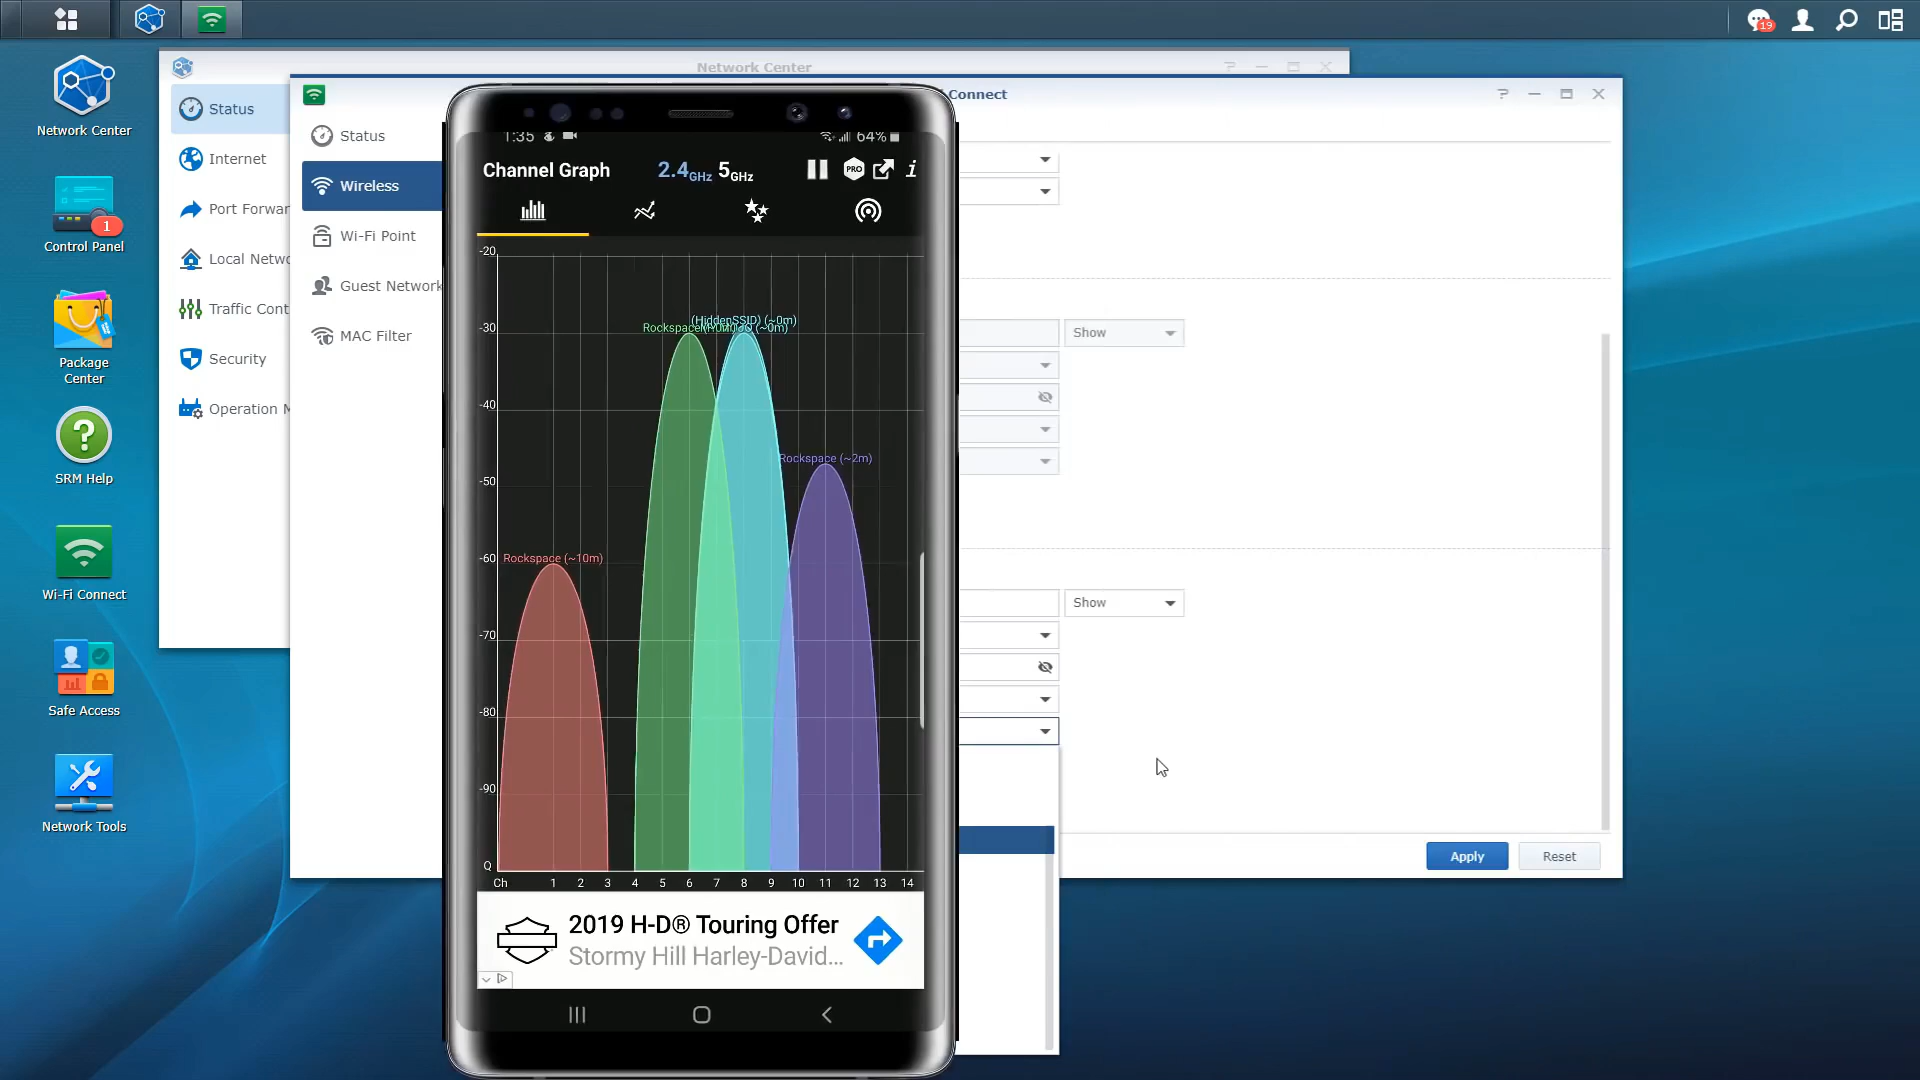 19
Network Center
Control Panel
1
Package
Center
SRM Help
Wi-Fi Connect
Safe Access
Network Tools
Network Center
Status
Internet
Port Forwar
Local Netwo
Traffic Cont
Security
Operation M
Connect
Status
Wireless
Wi-Fi Point
Guest Network
MAC Filter
Show
Show
Apply
Reset
1:35
64%
Channel Graph
2.4GHz 5GHz
PRO
i
-20
-30
-40
-50
-60
-70
-80
-90
(HiddenSSID) (~0m)
Rockspace (~2m)
Rockspace (~10m)
Ch 1 2 3 4 5 6 7 8 9 10 11 12 13 14
2019 H-D® Touring Offer
Stormy Hill Harley-David...